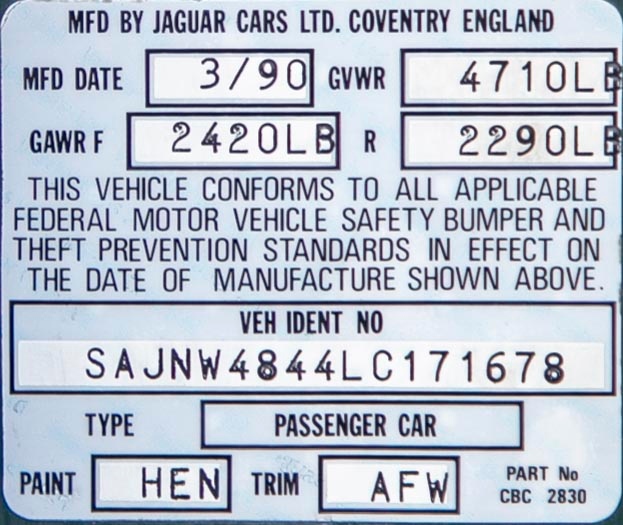 MFD BY JAGUAR CARS LTD. COVENTRY ENGLAND
MFD DATE 3/90 GVWR 4710LB
GAWR F 2420LB R 2290LB
THIS VEHICLE CONFORMS TO ALL APPLICABLE
FEDERAL MOTOR VEHICLE SAFETY BUMPER AND
THEFT PREVENTION STANDARDS IN EFFECT ON
THE DATE OF MANUFACTURE SHOWN ABOVE.
VEH IDENT NO
SAJNW4844LC171678
TYPE PASSENGER CAR
PAINT HEN TRIM AFW PART No
CBC 2830